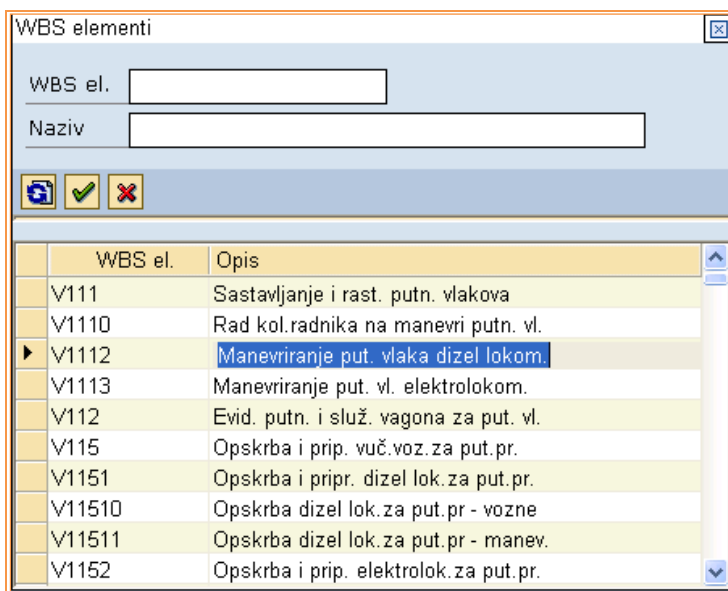 WBS elementi
WBS el.
Naziv
WBS el. Opis
V111 Sastavljanje i rast. putn. vlakova
V1110 Rad kol.radnika na manevri putn. vl.
V1112 Manevriranje put. vlaka dizel lokom.
V1113 Manevriranje put. vl. elektrolokom.
V112 Evid. putn. i služ. vagona za put. vl.
V115 Opskrba i prip. vuč.voz.za put.pr.
V1151 Opskrba i pripr. dizel lok.za put.pr.
V11510 Opskrba dizel lok.za put.pr - vozne
V11511 Opskrba dizel lok.za put.pr - manev.
V1152 Opskrba i prip. elektrolok.za put.pr.